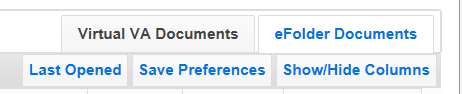 Virtual VA Documents eFolder Documents
Last Opened Save Preferences Show/Hide Columns